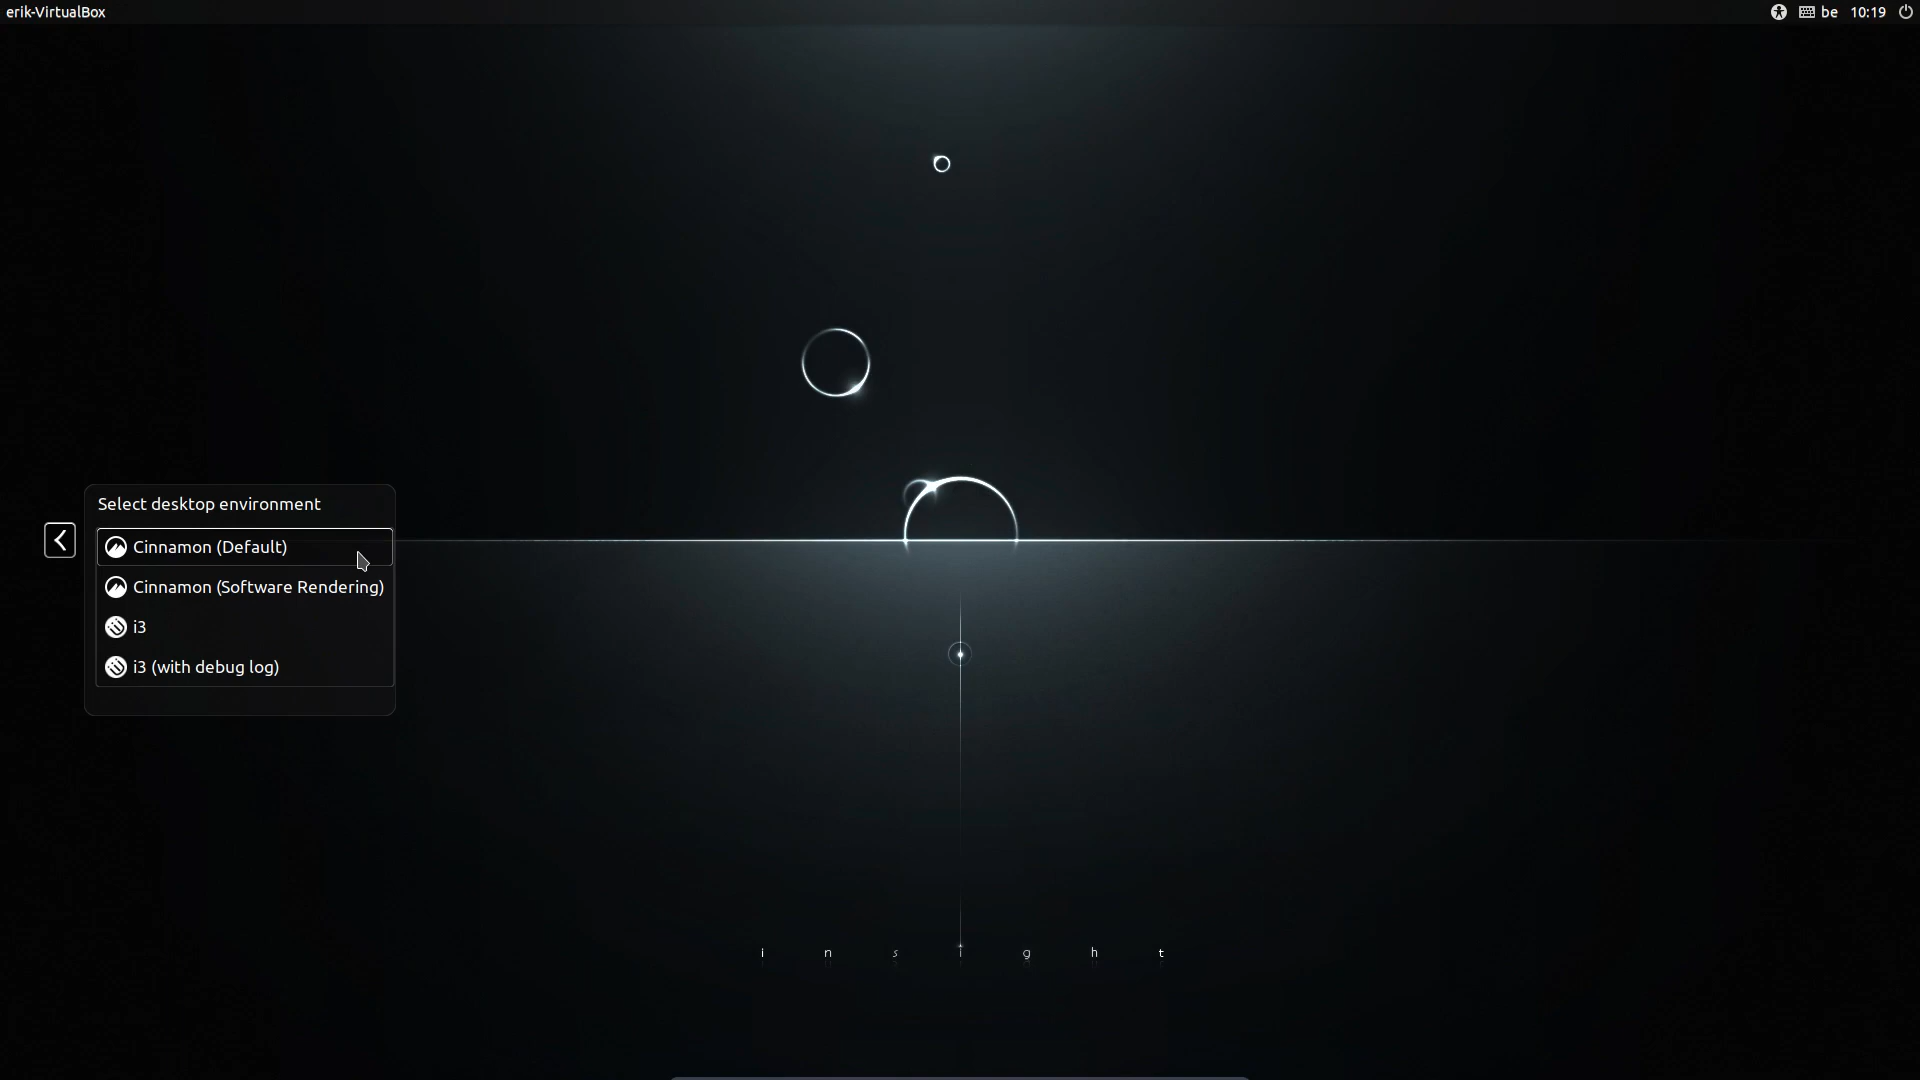 erik-VirtualBox
be 10:19
Select desktop environment
Cinnamon (Default)
Cinnamon (Software Rendering)
i3
i3 (with debug log)
i n s i g h t